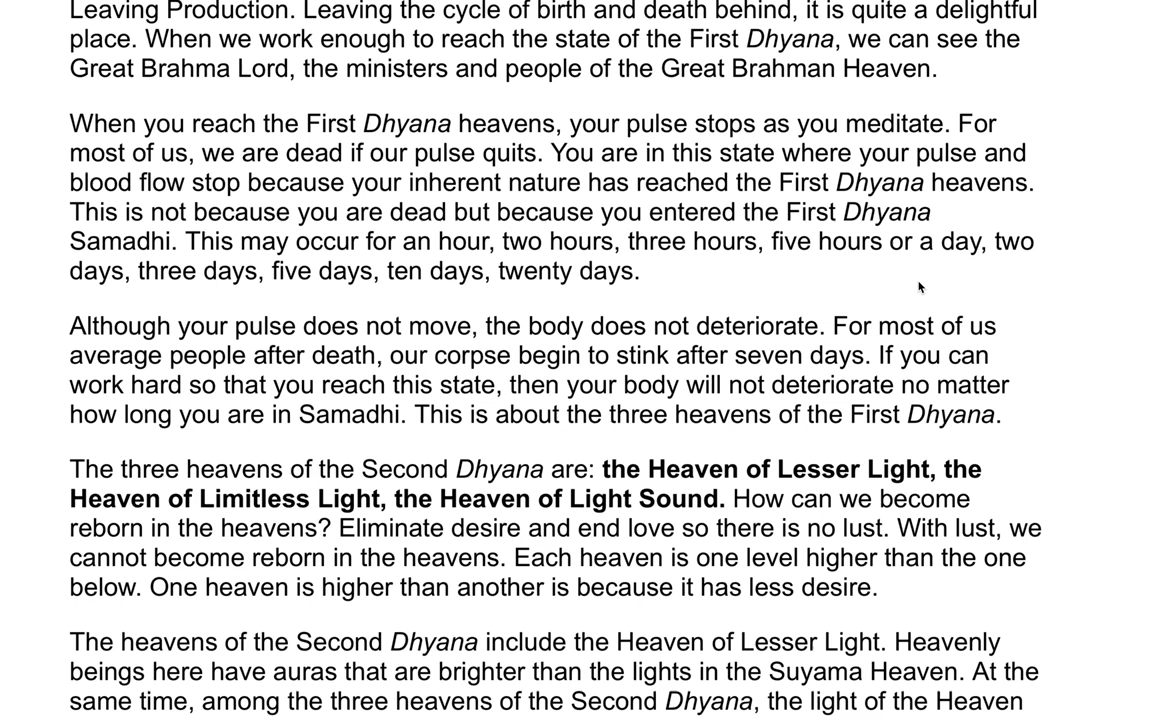 Leaving Production. Leaving the cycle of birth and death behind, it is quite a delightful
place. When we work enough to reach the state of the First Dhyana, we can see the
Great Brahma Lord, the ministers and people of the Great Brahman Heaven.
When you reach the First Dhyana heavens, your pulse stops as you meditate. For
most of us, we are dead if our pulse quits. You are in this state where your pulse and
blood flow stop because your inherent nature has reached the First Dhyana heavens.
This is not because you are dead but because you entered the First Dhyana
Samadhi. This may occur for an hour, two hours, three hours, five hours or a day, two
days, three days, five days, ten days, twenty days.
Although your pulse does not move, the body does not deteriorate. For most of us
average people after death, our corpse begin to stink after seven days. If you can
work hard so that you reach this state, then your body will not deteriorate no matter
how long you are in Samadhi. This is about the three heavens of the First Dhyana.
The three heavens of the Second Dhyana are: the Heaven of Lesser Light, the
Heaven of Limitless Light, the Heaven of Light Sound. How can we become
reborn in the heavens? Eliminate desire and end love so there is no lust. With lust, we
cannot become reborn in the heavens. Each heaven is one level higher than the one
below. One heaven is higher than another is because it has less desire.
The heavens of the Second Dhyana include the Heaven of Lesser Light. Heavenly
beings here have auras that are brighter than the lights in the Suyama Heaven. At the
same time, among the three heavens of the Second Dhyana, the light of the Heaven